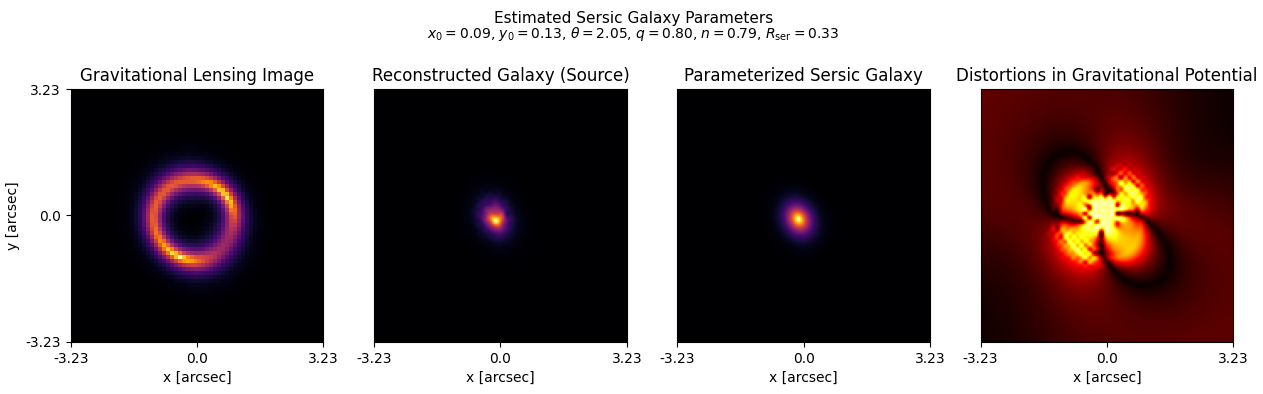 Estimated Sersic Galaxy Parameters
x₀ = 0.09, y₀ = 0.13, θ = 2.05, q = 0.80, n = 0.79, R_ser = 0.33
Gravitational Lensing Image
Reconstructed Galaxy (Source)
Parameterized Sersic Galaxy
Distortions in Gravitational Potential
3.23
0.0
-3.23
y [arcsec]
-3.23 0.0 3.23
-3.23 0.0 3.23
-3.23 0.0 3.23
-3.23 0.0 3.23
x [arcsec]
x [arcsec]
x [arcsec]
x [arcsec]